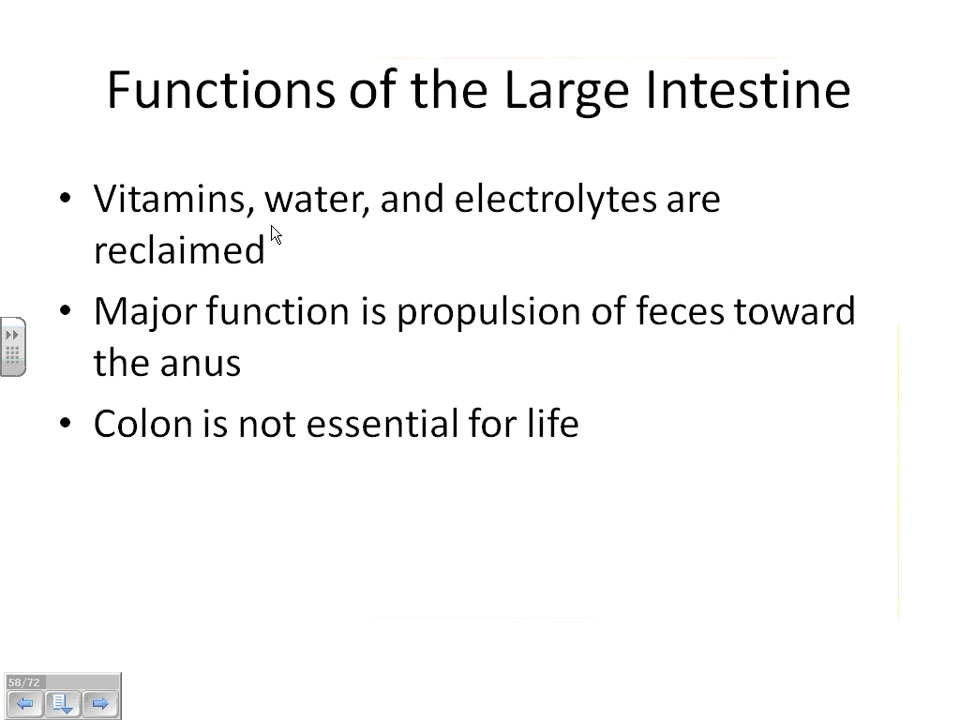 Functions of the Large Intestine
• Vitamins, water, and electrolytes are
reclaimed
• Major function is propulsion of feces toward
the anus
• Colon is not essential for life
58/72